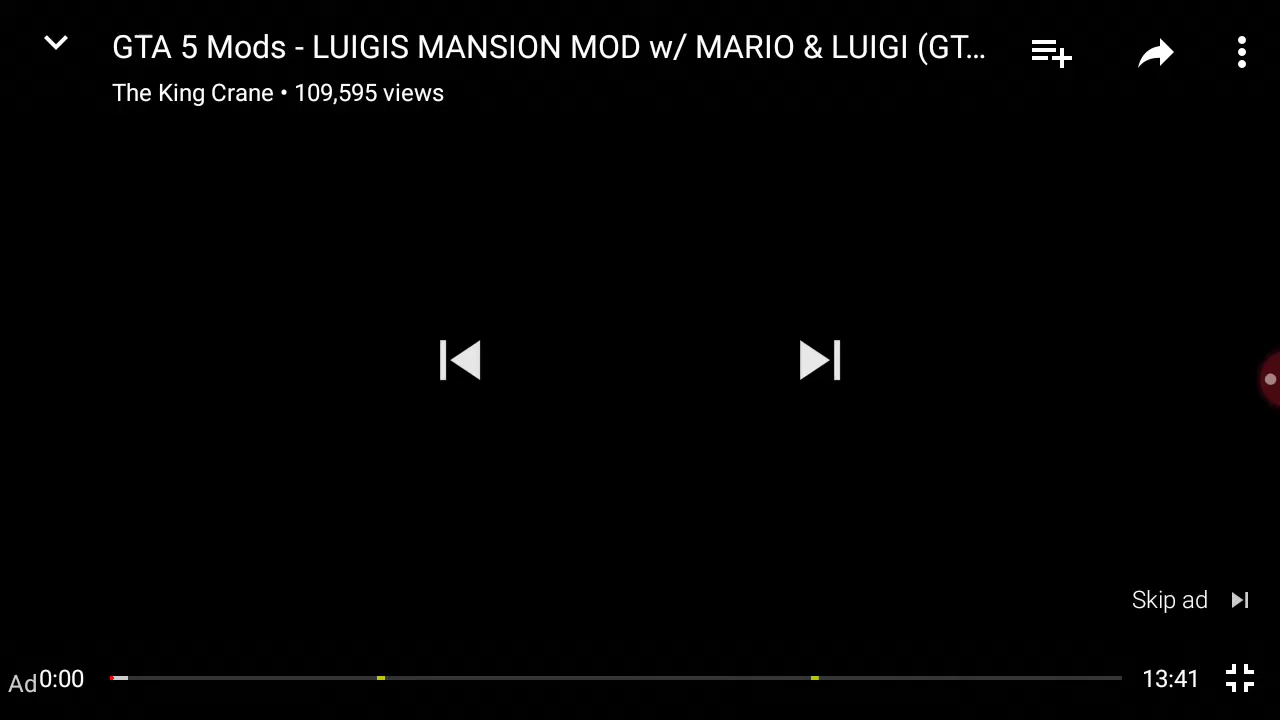 GTA 5 Mods - LUIGIS MANSION MOD w/ MARIO & LUIGI (GT...
The King Crane • 109,595 views
Skip ad
Ad 0:00 13:41